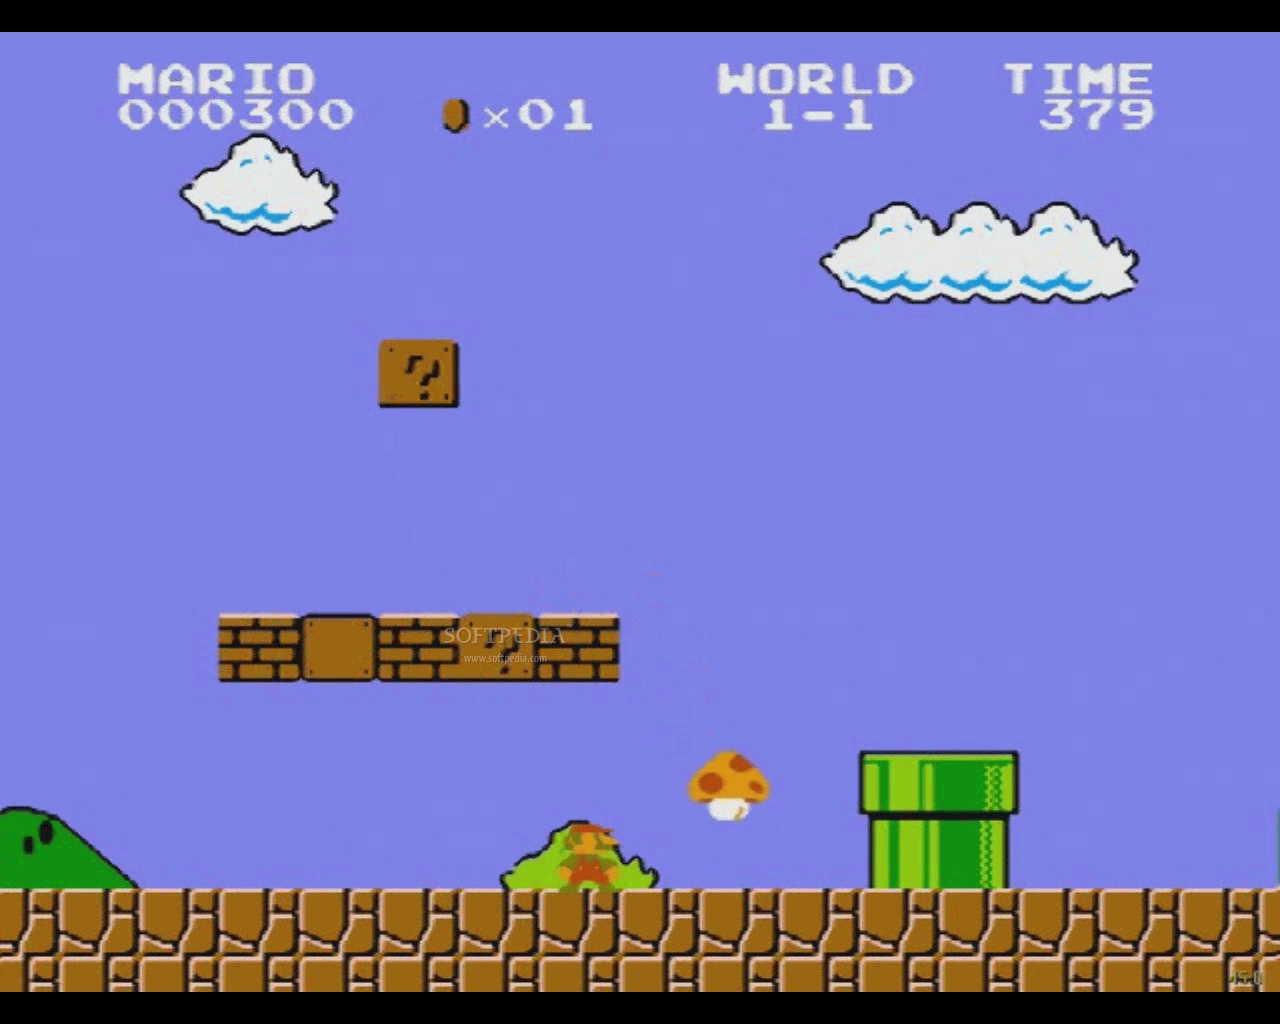 MARIO
WORLD
TIME
000300
×01
1-1
379
?
SOFTPEDIA
?
www.softpedia.com